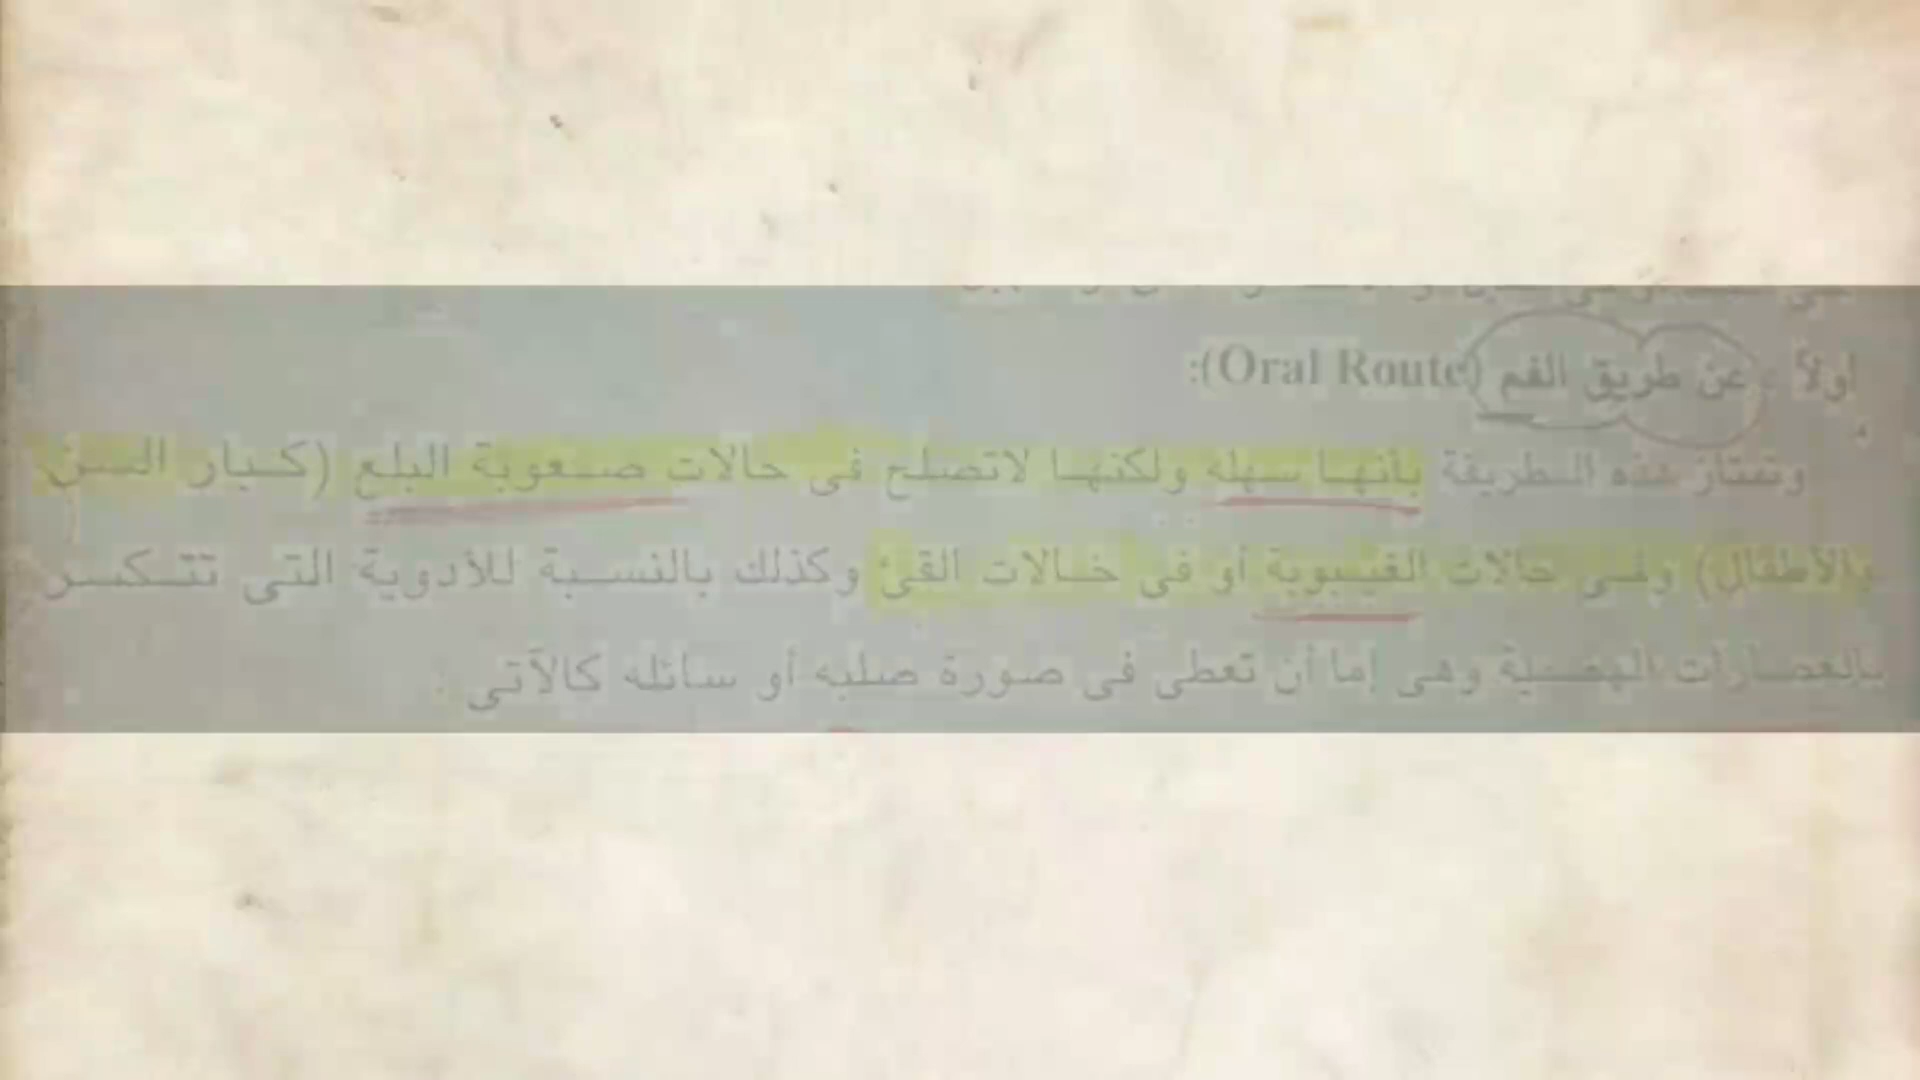 أولاً : عن طريق الفم (Oral Route):
وتمتاز هذه الطريقة بأنها سهله ولكنها لاتصلح فى حالات صعوبة البلع (كبار السن
بالأطفال) وفى حالات الغيبوبة أو فى حالات القئ وكذلك بالنسبة للأدوية التى تتكسر
بالعصارات الهضمية وهى إما أن تعطى فى صورة صلبه أو سائله كالآتى :